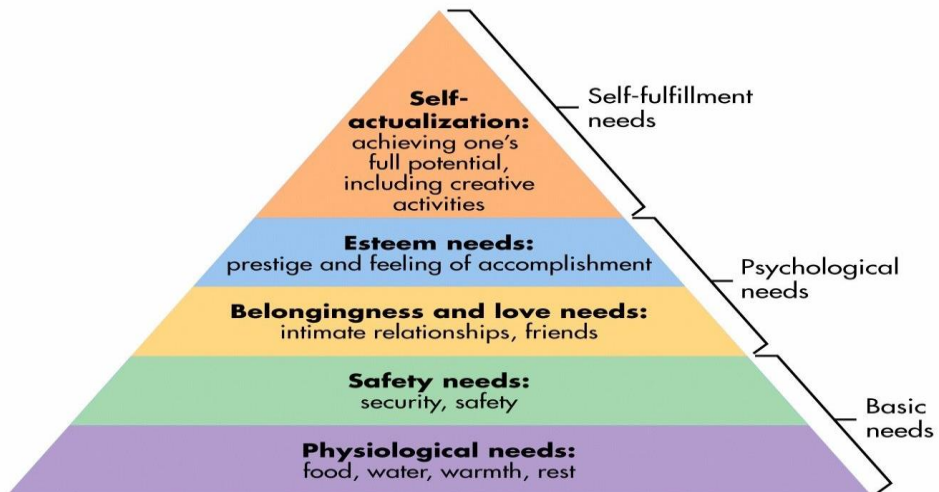 Self-
actualization:
achieving one's
full potential,
including creative
activities
Self-fulfillment
needs
Esteem needs:
prestige and feeling of accomplishment
Belongingness and love needs:
intimate relationships, friends
Psychological
needs
Safety needs:
security, safety
Physiological needs:
food, water, warmth, rest
Basic
needs